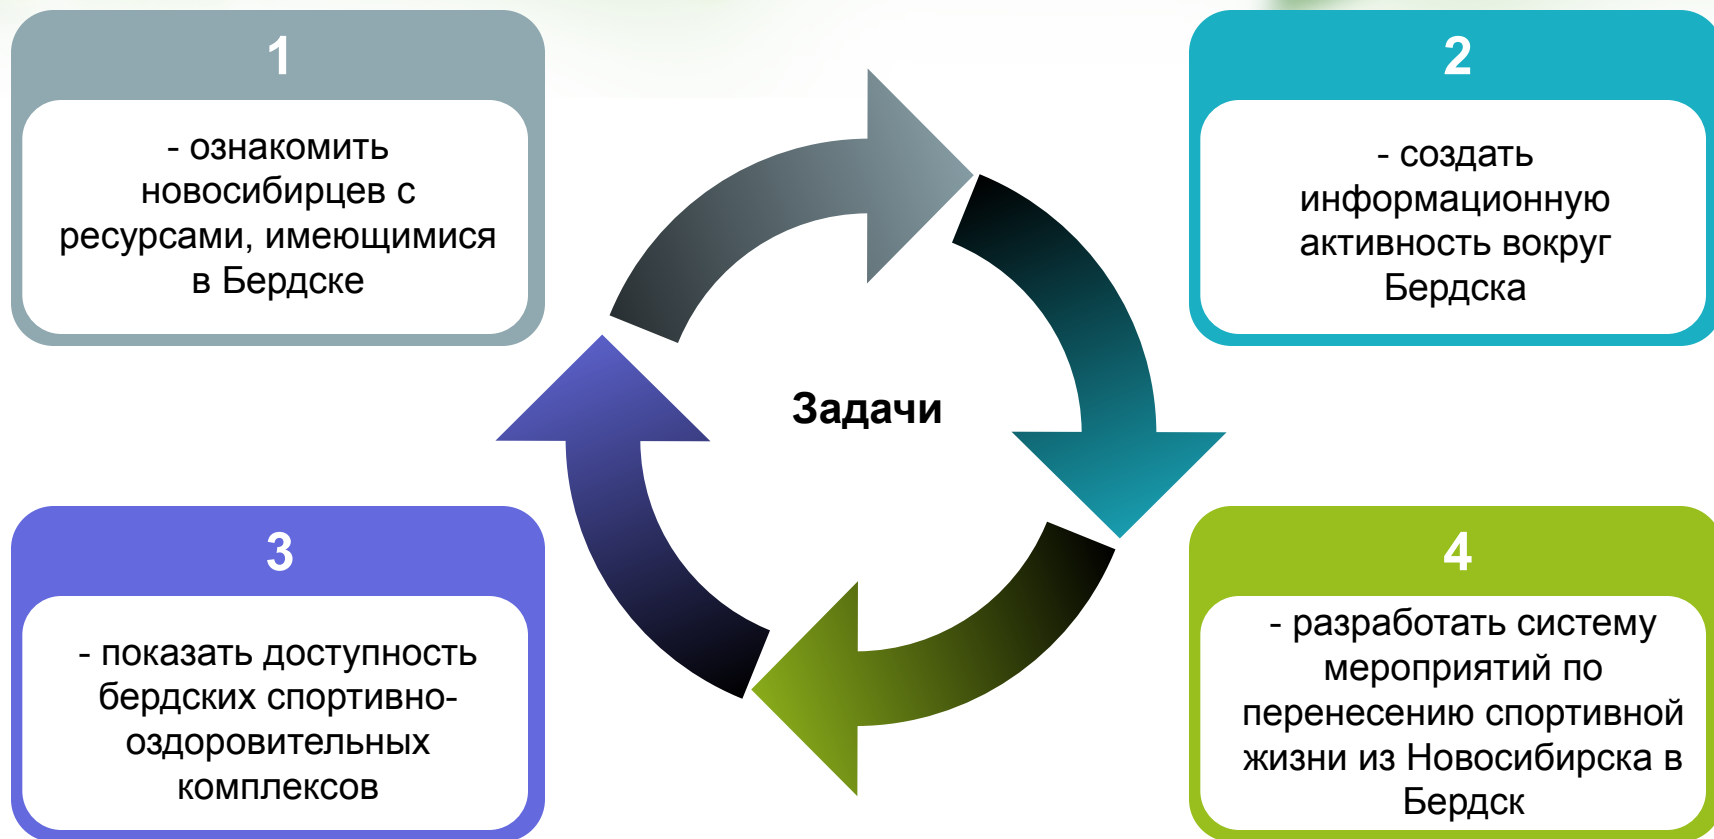 1
- ознакомить
новосибирцев с
ресурсами, имеющимися
в Бердске
2
- создать
информационную
активность вокруг
Бердска
Задачи
3
- показать доступность
бердских спортивно-
оздоровительных
комплексов
4
- разработать систему
мероприятий по
перенесению спортивной
жизни из Новосибирска в
Бердск